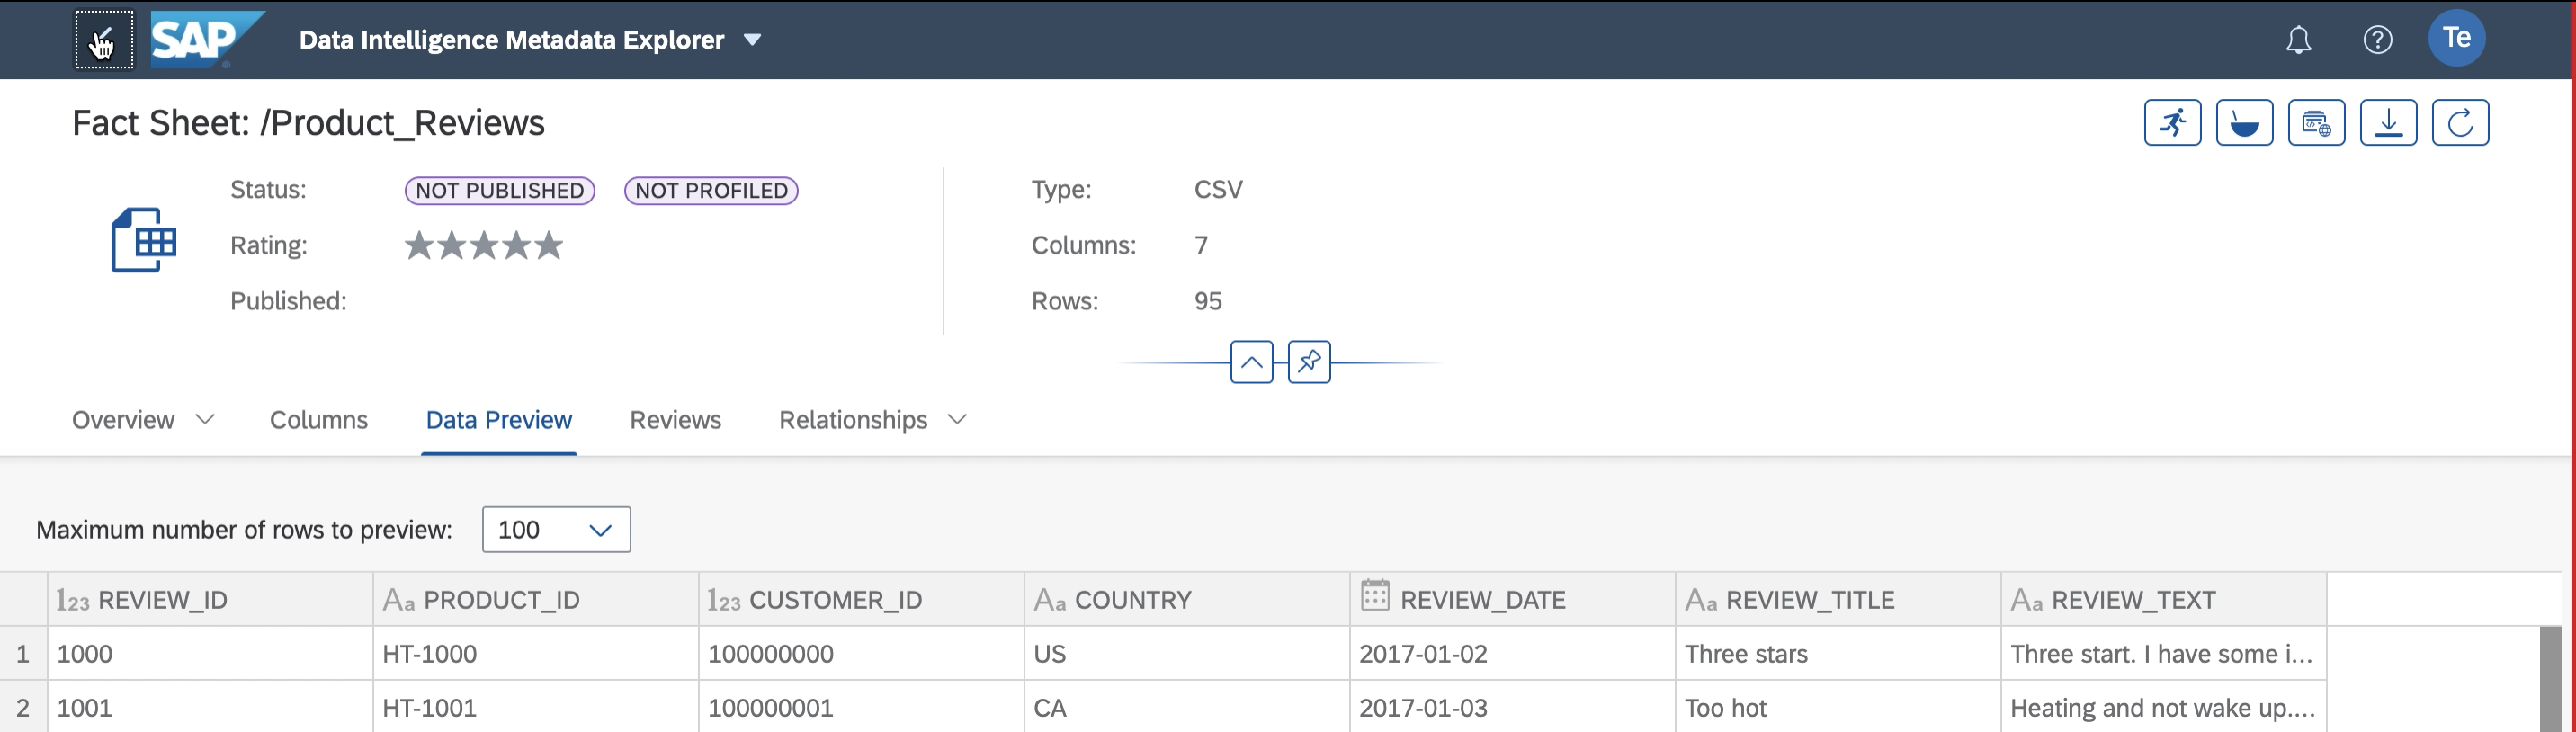 SAP Data Intelligence Metadata Explorer Te
Fact Sheet: /Product_Reviews
Status: NOT PUBLISHED NOT PROFILED Type: CSV
Rating: Columns: 7
Published: Rows: 95
Overview Columns Data Preview Reviews Relationships
Maximum number of rows to preview: 100
123 REVIEW_ID Aa PRODUCT_ID 123 CUSTOMER_ID Aa COUNTRY REVIEW_DATE Aa REVIEW_TITLE Aa REVIEW_TEXT
1 1000 HT-1000 100000000 US 2017-01-02 Three stars Three start. I have some i...
2 1001 HT-1001 100000001 CA 2017-01-03 Too hot Heating and not wake up....